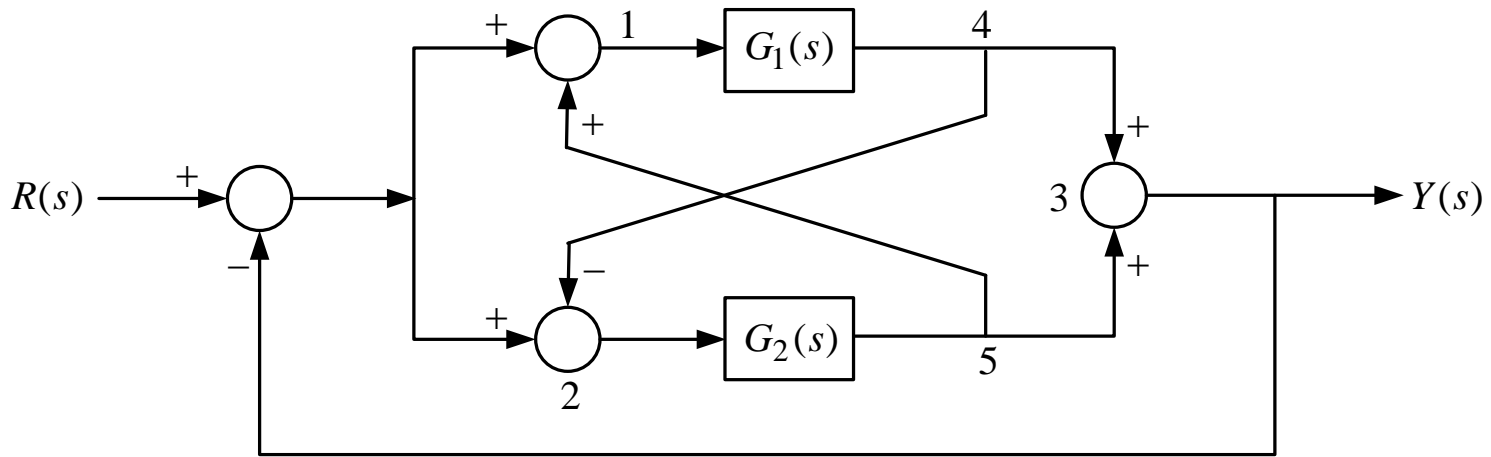 + 1 G₁(s) 4
+ +
R(s) + 3 Y(s)
− − +
+ G₂(s) 5
2